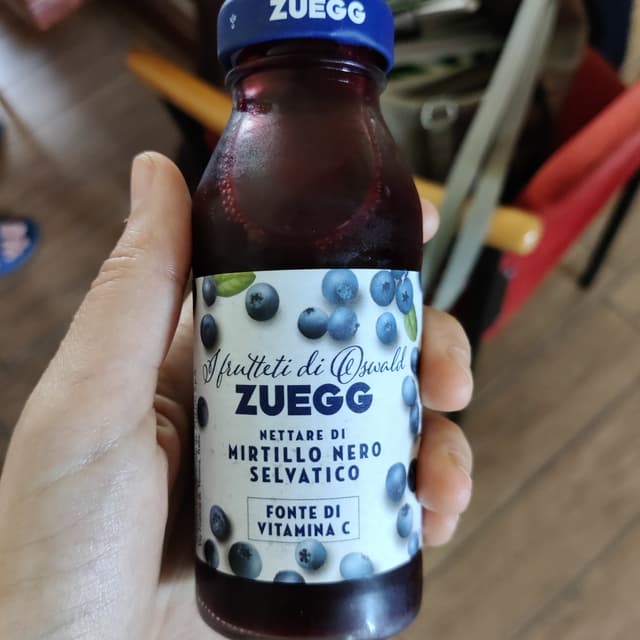 ZUEGG
I frutteti di Oswald
ZUEGG
NETTARE DI
MIRTILLO NERO
SELVATICO
FONTE DI
VITAMINA C